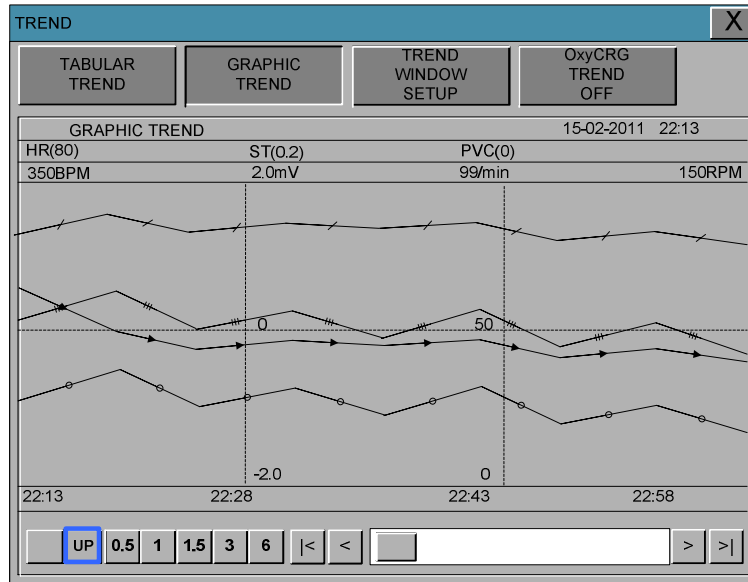 TREND
X
TABULAR
TREND
GRAPHIC
TREND
TREND
WINDOW
SETUP
OxyCRG
TREND
OFF
GRAPHIC TREND 15-02-2011 22:13
HR(80) ST(0.2) PVC(0)
350BPM 2.0mV 99/min 150RPM
0 50
-2.0 0
22:13 22:28 22:43 22:58
UP 0.5 1 1.5 3 6 |< < > >|